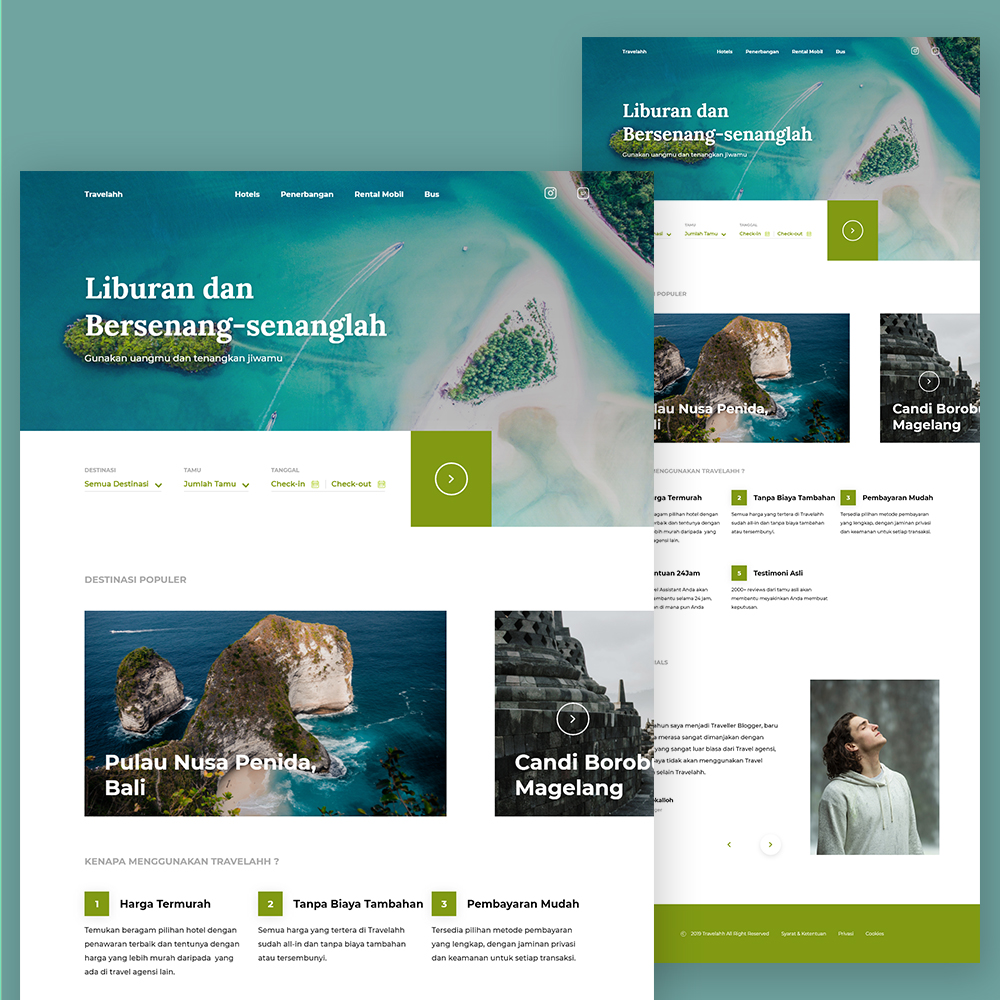 Travelahh
Hotels
Penerbangan
Rental Mobil
Bus
Liburan dan
Bersenang-senanglah
Gunakan uangmu dan tenangkan jiwamu
DESTINASI
TAMU
TANGGAL
Semua Destinasi
Jumlah Tamu
Check-in
Check-out
DESTINASI POPULER
Pulau Nusa Penida,
Bali
Candi Borob
Magelang
KENAPA MENGGUNAKAN TRAVELAHH ?
1 Harga Termurah
Temukan beragam pilihan hotel dengan
penawaran terbaik dan tentunya dengan
harga yang lebih murah daripada yang
ada di travel agensi lain.
2 Tanpa Biaya Tambahan
Semua harga yang tertera di Travelahh
sudah all-in dan tanpa biaya tambahan
atau tersembunyi.
3 Pembayaran Mudah
Tersedia pilihan metode pembayaran
yang lengkap, dengan jaminan privasi
dan keamanan untuk setiap transaksi.
Travelahh
Hotels
Penerbangan
Rental Mobil
Bus
Liburan dan
Bersenang-senanglah
Gunakan uangmu dan tenangkan jiwamu
TAMU
TANGGAL
Jumlah Tamu
Check-in
Check-out
POPULER
lau Nusa Penida,
li
Candi Borobu
Magelang
ENGGUNAKAN TRAVELAHH ?
rga Termurah
ragam pilihan hotel dengan
erbaik dan tentunya dengan
bih murah daripada yang
agensi lain.
2 Tanpa Biaya Tambahan
Semua harga yang tertera di Travelahh
sudah all-in dan tanpa biaya tambahan
atau tersembunyi.
3 Pembayaran Mudah
Tersedia pilihan metode pembayaran
yang lengkap, dengan jaminan privasi
dan keamanan untuk setiap transaksi.
ntuan 24Jam
el Assistant Anda akan
embantu selama 24 jam,
n di mana pun Anda
5 Testimoni Asli
2000+ reviews dari tamu asli akan
membantu meyakinkan Anda membuat
keputusan.
IALS
ahun saya menjadi Traveller Blogger, baru
a merasa sangat dimanjakan dengan
yang sangat luar biasa dari Travel agensi,
aya tidak akan menggunakan Travel
selain Travelahh.
kalloh
© 2019 Travelahh All Right Reserved
Syarat & Ketentuan
Privasi
Cookies